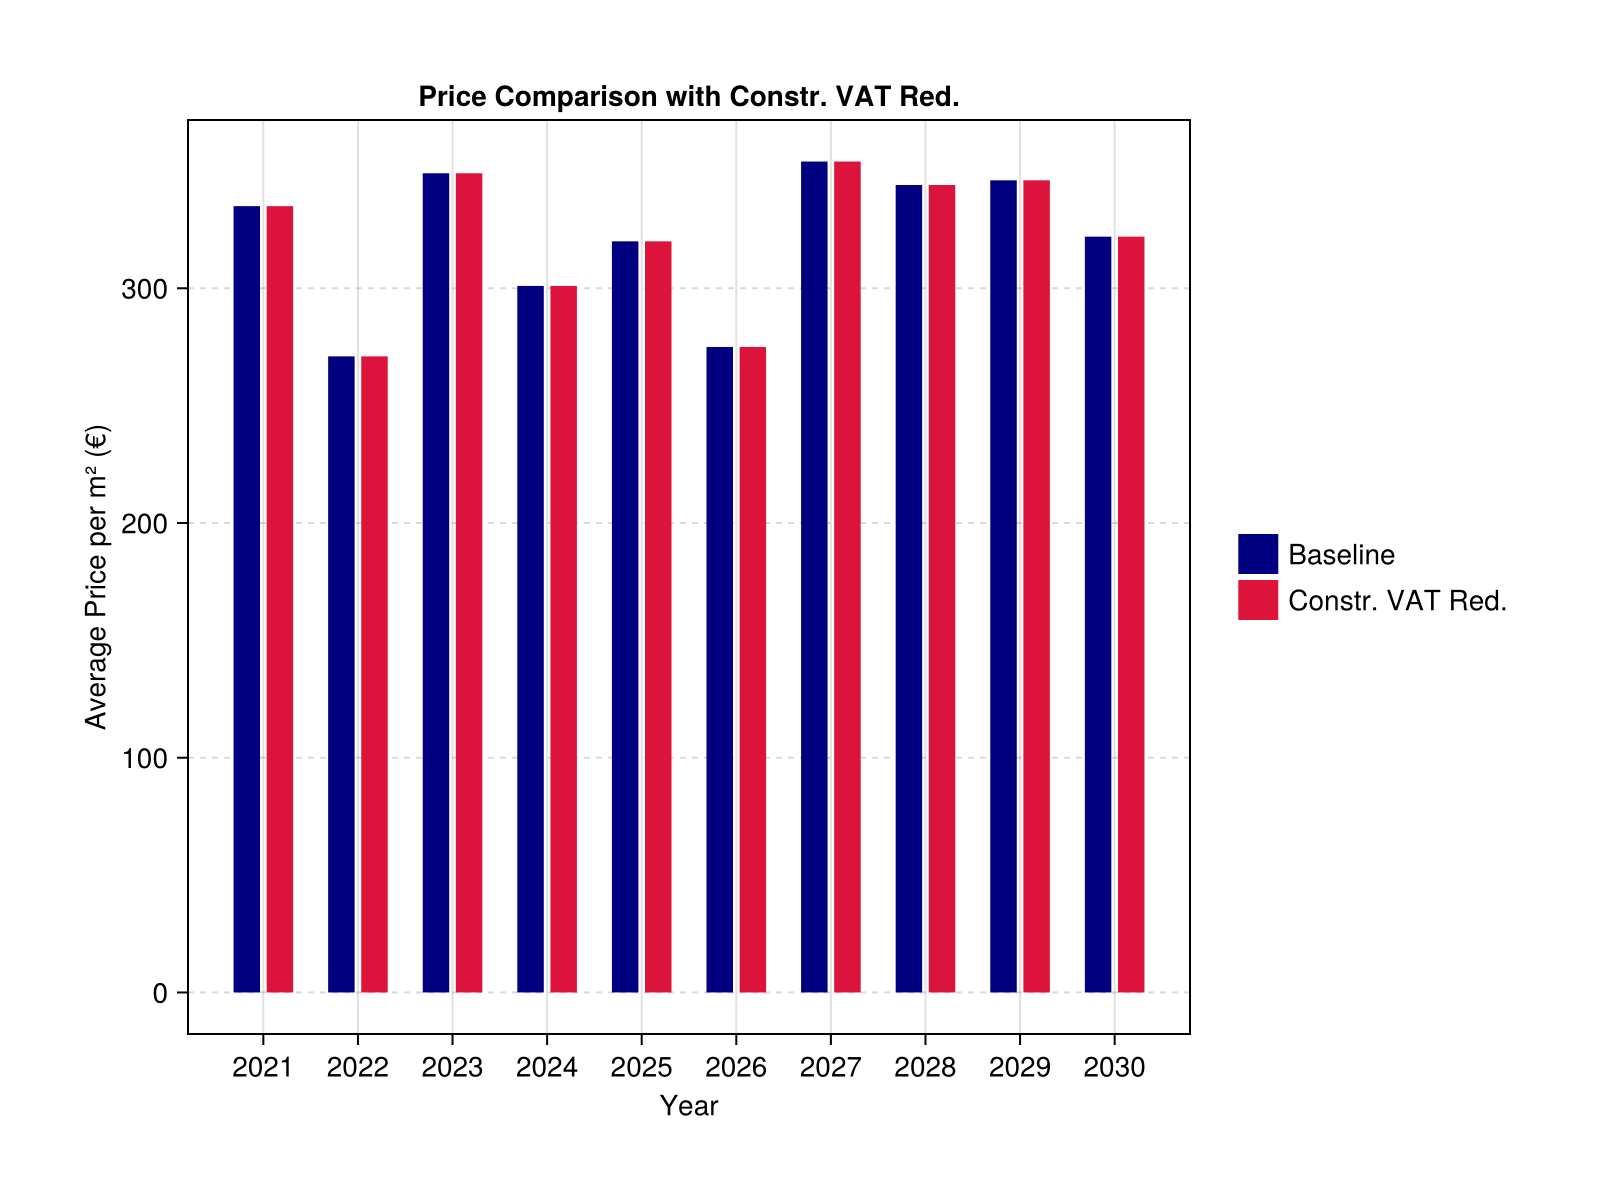 Price Comparison with Constr. VAT Red.
Average Price per m² (€)
300
200
100
0
2021 2022 2023 2024 2025 2026 2027 2028 2029 2030
Year
Baseline
Constr. VAT Red.